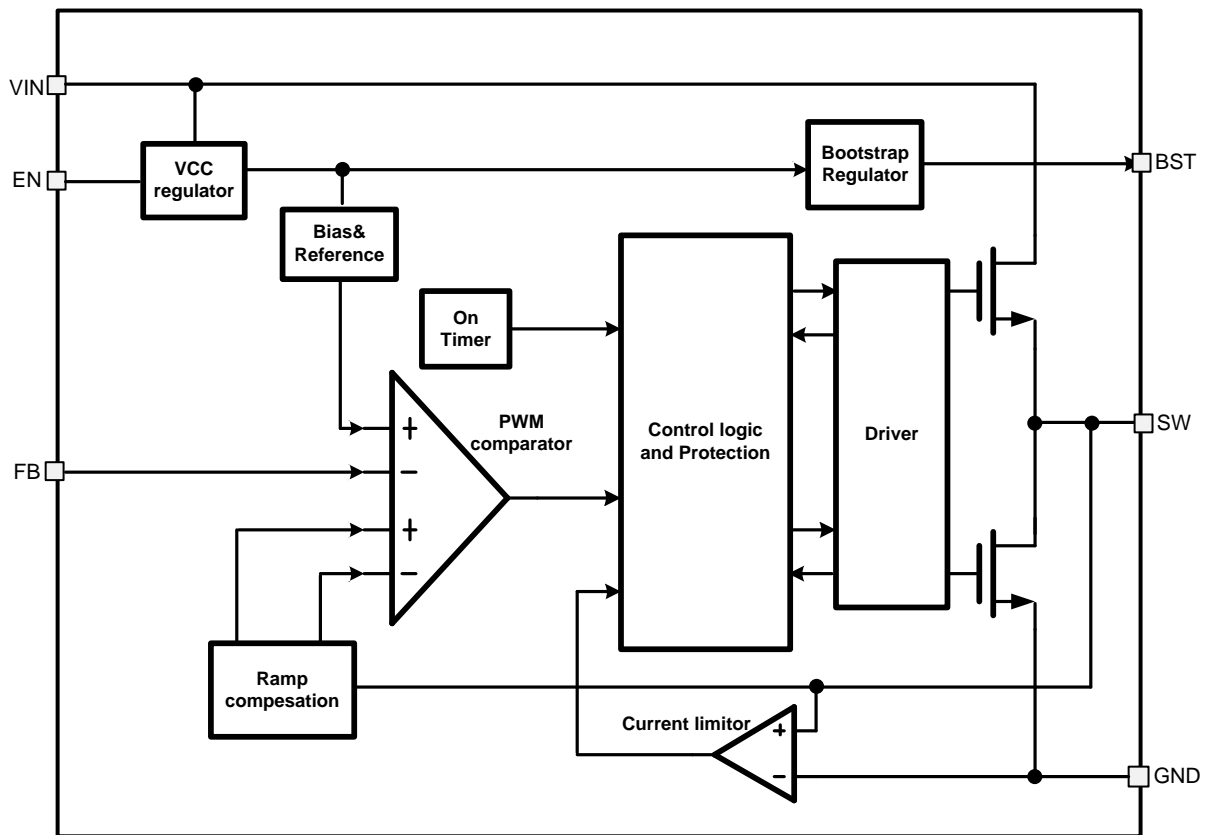 VIN
EN
VCC
regulator
Bootstrap
Regulator
BST
Bias&
Reference
On
Timer
+
−
+
−
PWM
comparator
FB
Control logic
and Protection
Driver
SW
Ramp
compesation
Current limitor
+
−
GND